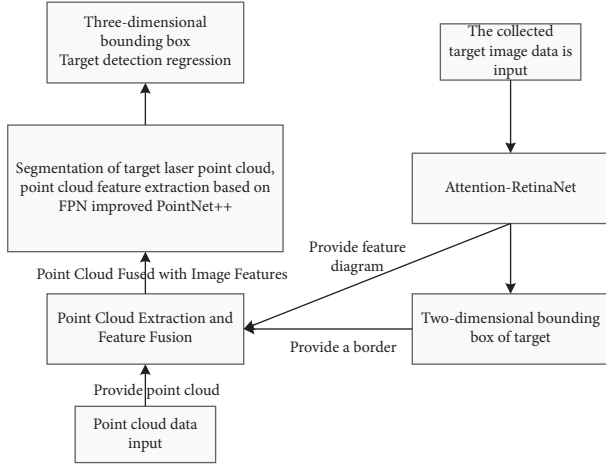 Three-dimensional
bounding box
Target detection regression
The collected
target image data is
input
Segmentation of target laser point cloud,
point cloud feature extraction based on
FPN improved PointNet++
Attention-RetinaNet
Provide feature
diagram
Point Cloud Fused with Image Features
Point Cloud Extraction and
Feature Fusion
Two-dimensional bounding
box of target
Provide a border
Provide point cloud
Point cloud data
input